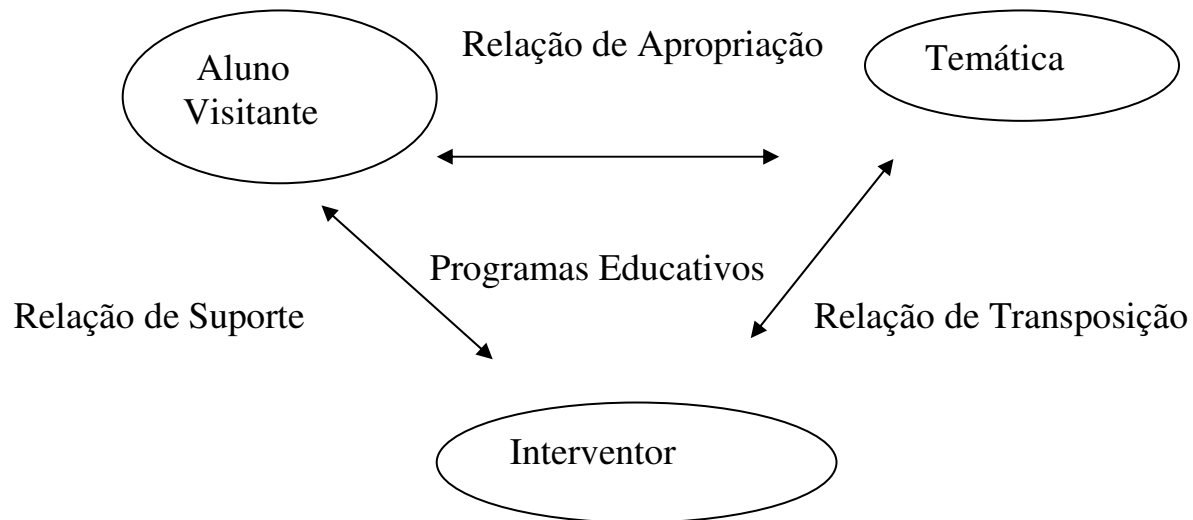 Relação de Apropriação
Temática
Aluno
Visitante
Programas Educativos
Relação de Suporte
Relação de Transposição
Interventor